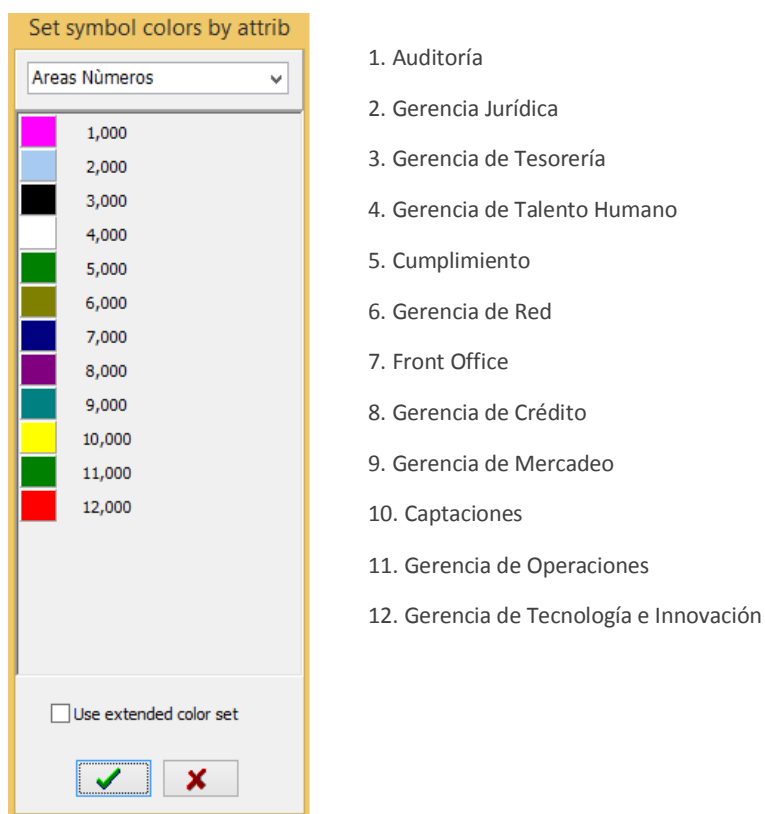 Set symbol colors by attrib
Areas Nùmeros
1,000
2,000
3,000
4,000
5,000
6,000
7,000
8,000
9,000
10,000
11,000
12,000
Use extended color set
1. Auditoría
2. Gerencia Jurídica
3. Gerencia de Tesorería
4. Gerencia de Talento Humano
5. Cumplimiento
6. Gerencia de Red
7. Front Office
8. Gerencia de Crédito
9. Gerencia de Mercadeo
10. Captaciones
11. Gerencia de Operaciones
12. Gerencia de Tecnología e Innovación